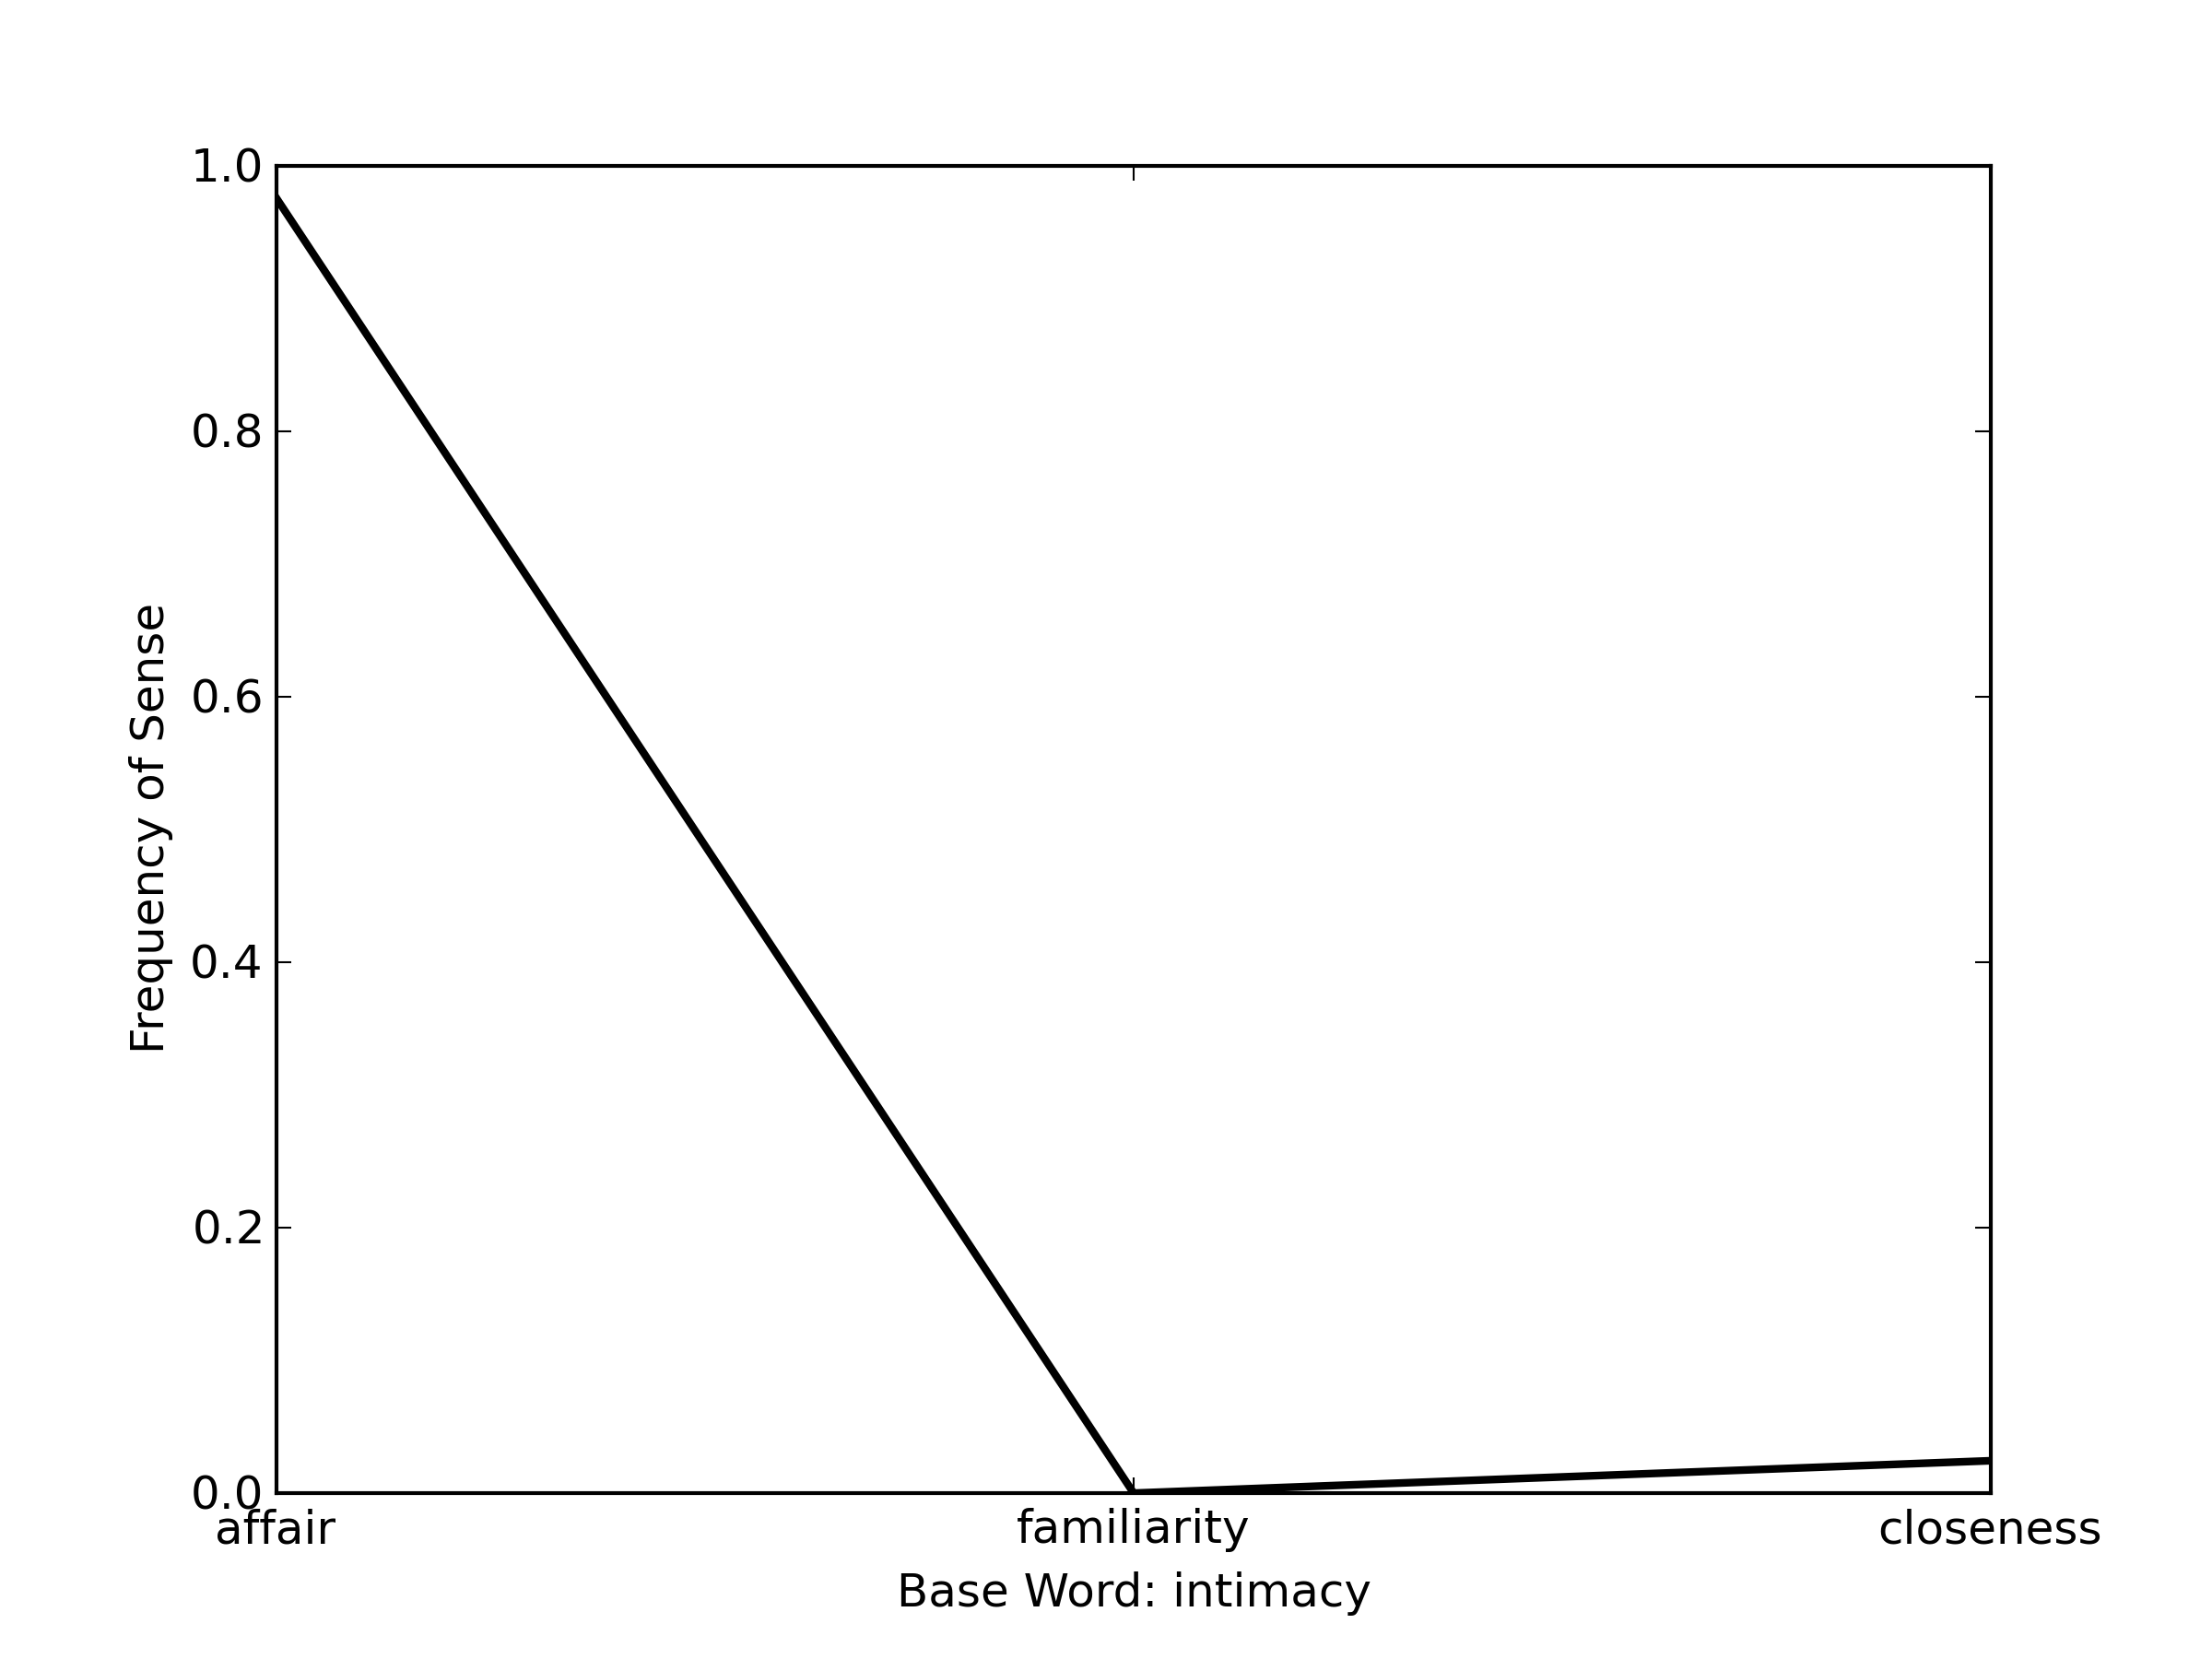 1.0
0.8
0.6
0.4
0.2
0.0
Frequency of Sense
affair
familiarity
closeness
Base Word: intimacy